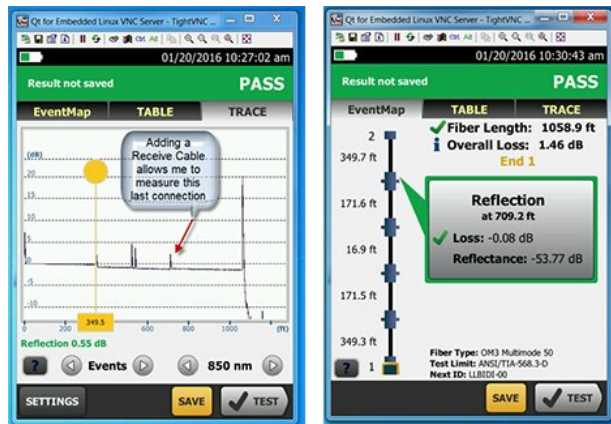 Qt for Embedded Linux VNC Server - TightVNC ...
01/20/2016 10:27:02 am
Result not saved PASS
EventMap TABLE TRACE
(dB)
20
15
10
5
0
-5
-10
Adding a
Receive Cable
allows me to
measure this
last connection
0 200 349.5 600 800 1000 (ft)
Reflection 0.55 dB
? Events 850 nm
SETTINGS SAVE TEST
Qt for Embedded Linux VNC Server - TightVNC ...
01/20/2016 10:30:43 am
Result not saved PASS
EventMap TABLE TRACE
Fiber Length: 1058.9 ft
i Overall Loss: 1.46 dB
End 1
2
349.7 ft
171.6 ft
16.9 ft
171.5 ft
349.3 ft
? 1
Reflection
at 709.2 ft
Loss: -0.08 dB
Reflectance: -53.77 dB
Fiber Type: OM3 Multimode 50
Test Limit: ANSI/TIA-568.3-D
Next ID: LLBIDI-00
SAVE TEST